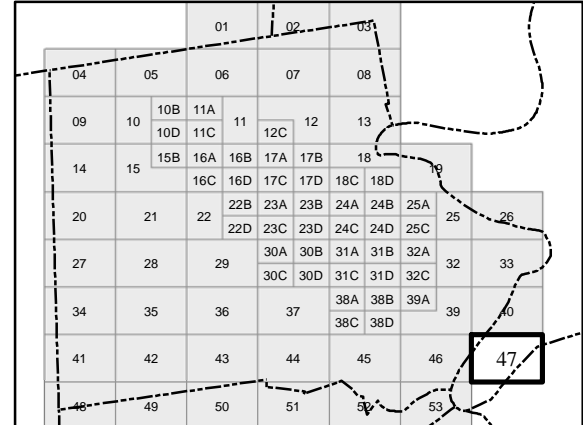 01 02 03
04 05 06 07 08
10B 11A
09 10 11 12 13
10D 11C 12C
15B 16A 16B 17A 17B 18
14 15 19
16C 16D 17C 17D 18C 18D
22B 23A 23B 24A 24B 25A
20 21 22 25 26
22D 23C 23D 24C 24D 25C
30A 30B 31A 31B 32A
27 28 29 32 33
30C 30D 31C 31D 32C
38A 38B 39A
34 35 36 37 39 40
38C 38D
41 42 43 44 45 46 47
48 49 50 51 52 53